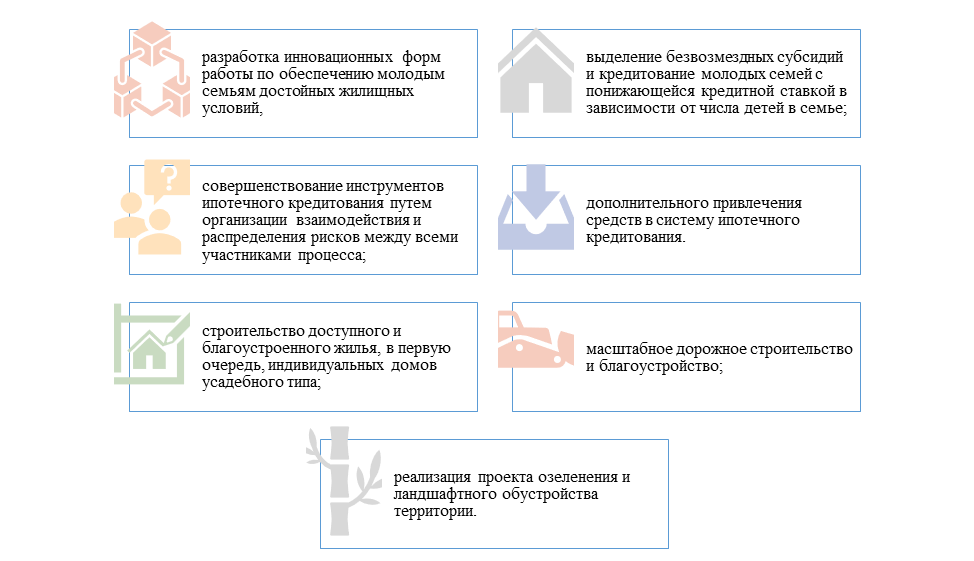 разработка инновационных форм
работы по обеспечению молодым
семьям достойных жилищных
условий,
выделение безвозмездных субсидий
и кредитование молодых семей с
понижающейся кредитной ставкой в
зависимости от числа детей в семье;
?
совершенствование инструментов
ипотечного кредитования путем
организации взаимодействия и
распределения рисков между всеми
участниками процесса;
дополнительного привлечения
средств в систему ипотечного
кредитования.
строительство доступного и
благоустроенного жилья, в первую
очередь, индивидуальных домов
усадебного типа;
масштабное дорожное строительство
и благоустройство;
реализация проекта озеленения и
ландшафтного обустройства
территории.